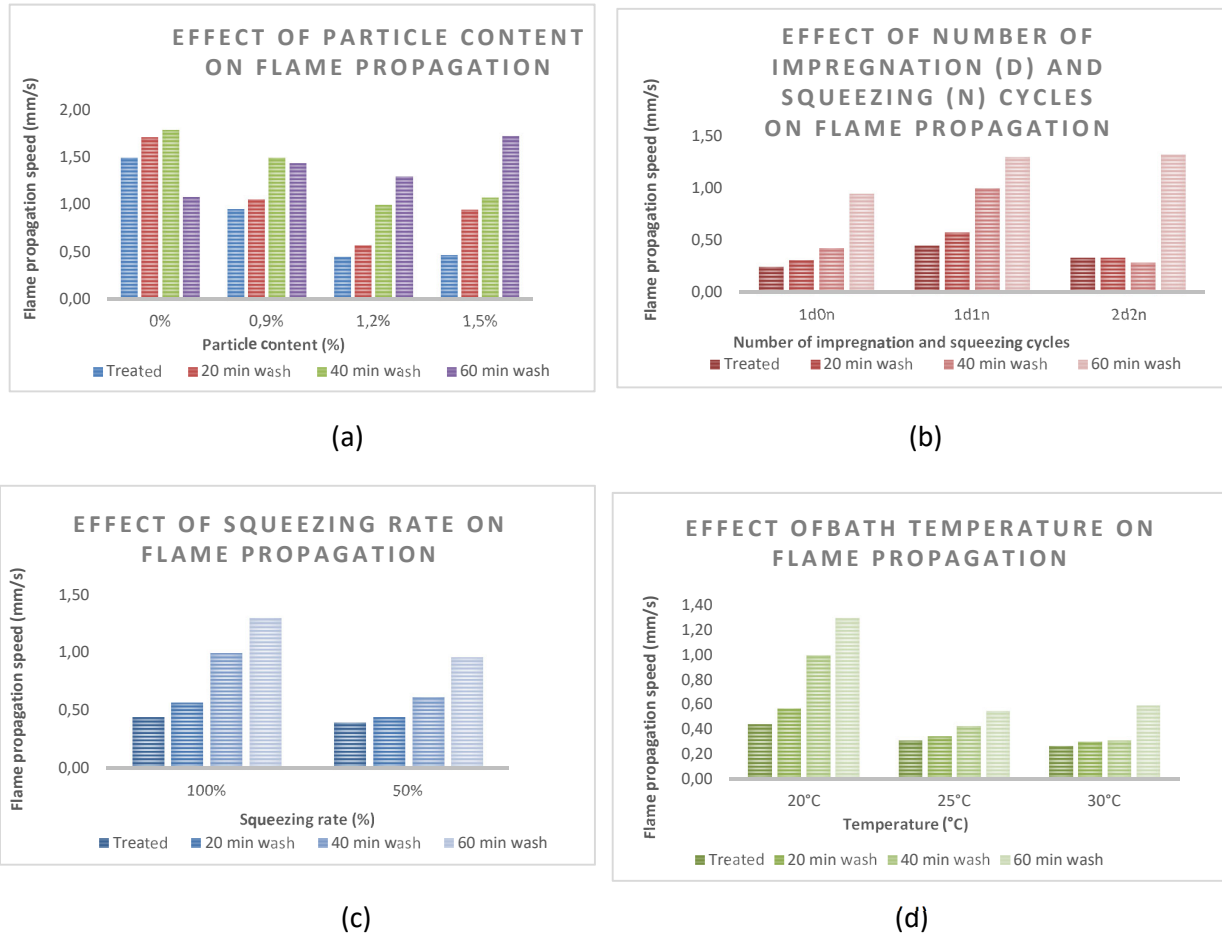 EFFECT OF PARTICLE CONTENT
ON FLAME PROPAGATION
Flame propagation speed (mm/s)
2,00
1,50
1,00
0,50
0,00
0%
0,9%
1,2%
1,5%
Particle content (%)
Treated
20 min wash
40 min wash
60 min wash
(a)
EFFECT OF NUMBER OF
IMPREGNATION (D) AND
SQUEEZING (N) CYCLES
ON FLAME PROPAGATION
Flame propagation speed (mm/s)
1,50
1,00
0,50
0,00
1d0n
1d1n
2d2n
Number of impregnation and squeezing cycles
Treated
20 min wash
40 min wash
60 min wash
(b)
EFFECT OF SQUEEZING RATE ON
FLAME PROPAGATION
Flame propagation speed (mm/s)
1,50
1,00
0,50
0,00
100%
50%
Squeezing rate (%)
Treated
20 min wash
40 min wash
60 min wash
(c)
EFFECT OFBATH TEMPERATURE ON
FLAME PROPAGATION
Flame propagation speed (mm/s)
1,40
1,20
1,00
0,80
0,60
0,40
0,20
0,00
20°C
25°C
30°C
Temperature (°C)
Treated
20 min wash
40 min wash
60 min wash
(d)